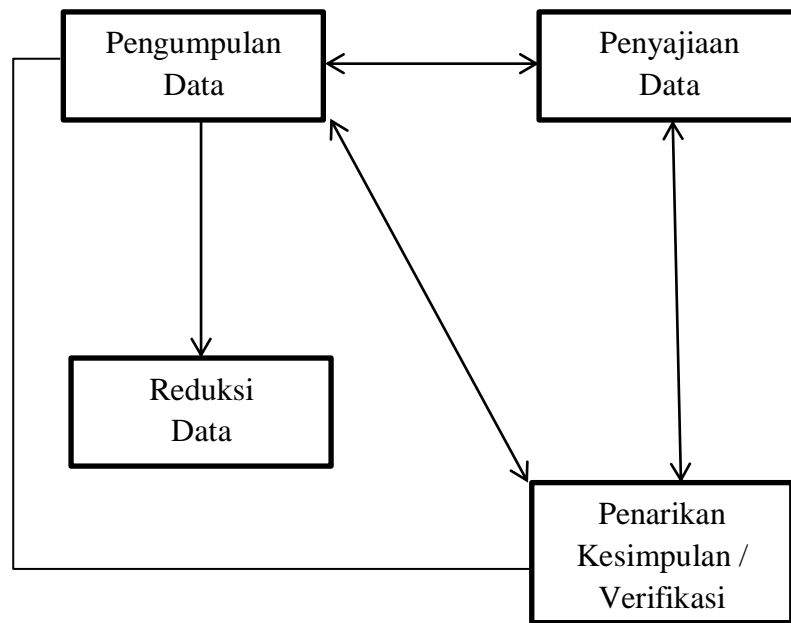 Pengumpulan
Data
Penyajiaan
Data
Reduksi
Data
Penarikan
Kesimpulan /
Verifikasi